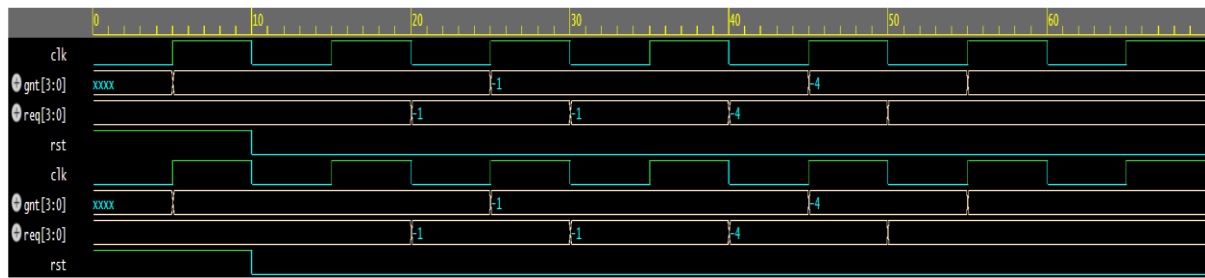 0 10 20 30 40 50 60
clk
gnt[3:0] xxxx -1 -4
req[3:0] -1 -1 -4
rst
clk
gnt[3:0] xxxx -1 -4
req[3:0] -1 -1 -4
rst